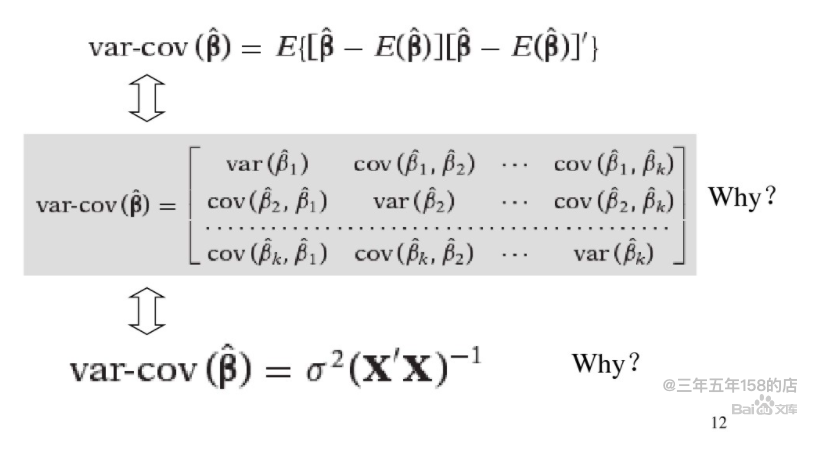 var-cov (β̂) = E{[β̂ − E(β̂)][β̂ − E(β̂)]′}
var-cov (β̂) = [ var (β̂₁) cov (β̂₁, β̂₂) ··· cov (β̂₁, β̂ₖ)
cov (β̂₂, β̂₁) var (β̂₂) ··· cov (β̂₂, β̂ₖ)
Why?
cov (β̂ₖ, β̂₁) cov (β̂ₖ, β̂₂) ··· var (β̂ₖ) ]
var-cov (β̂) = σ²(X′X)⁻¹ Why?
@三年五年158的店
Bai文库
12